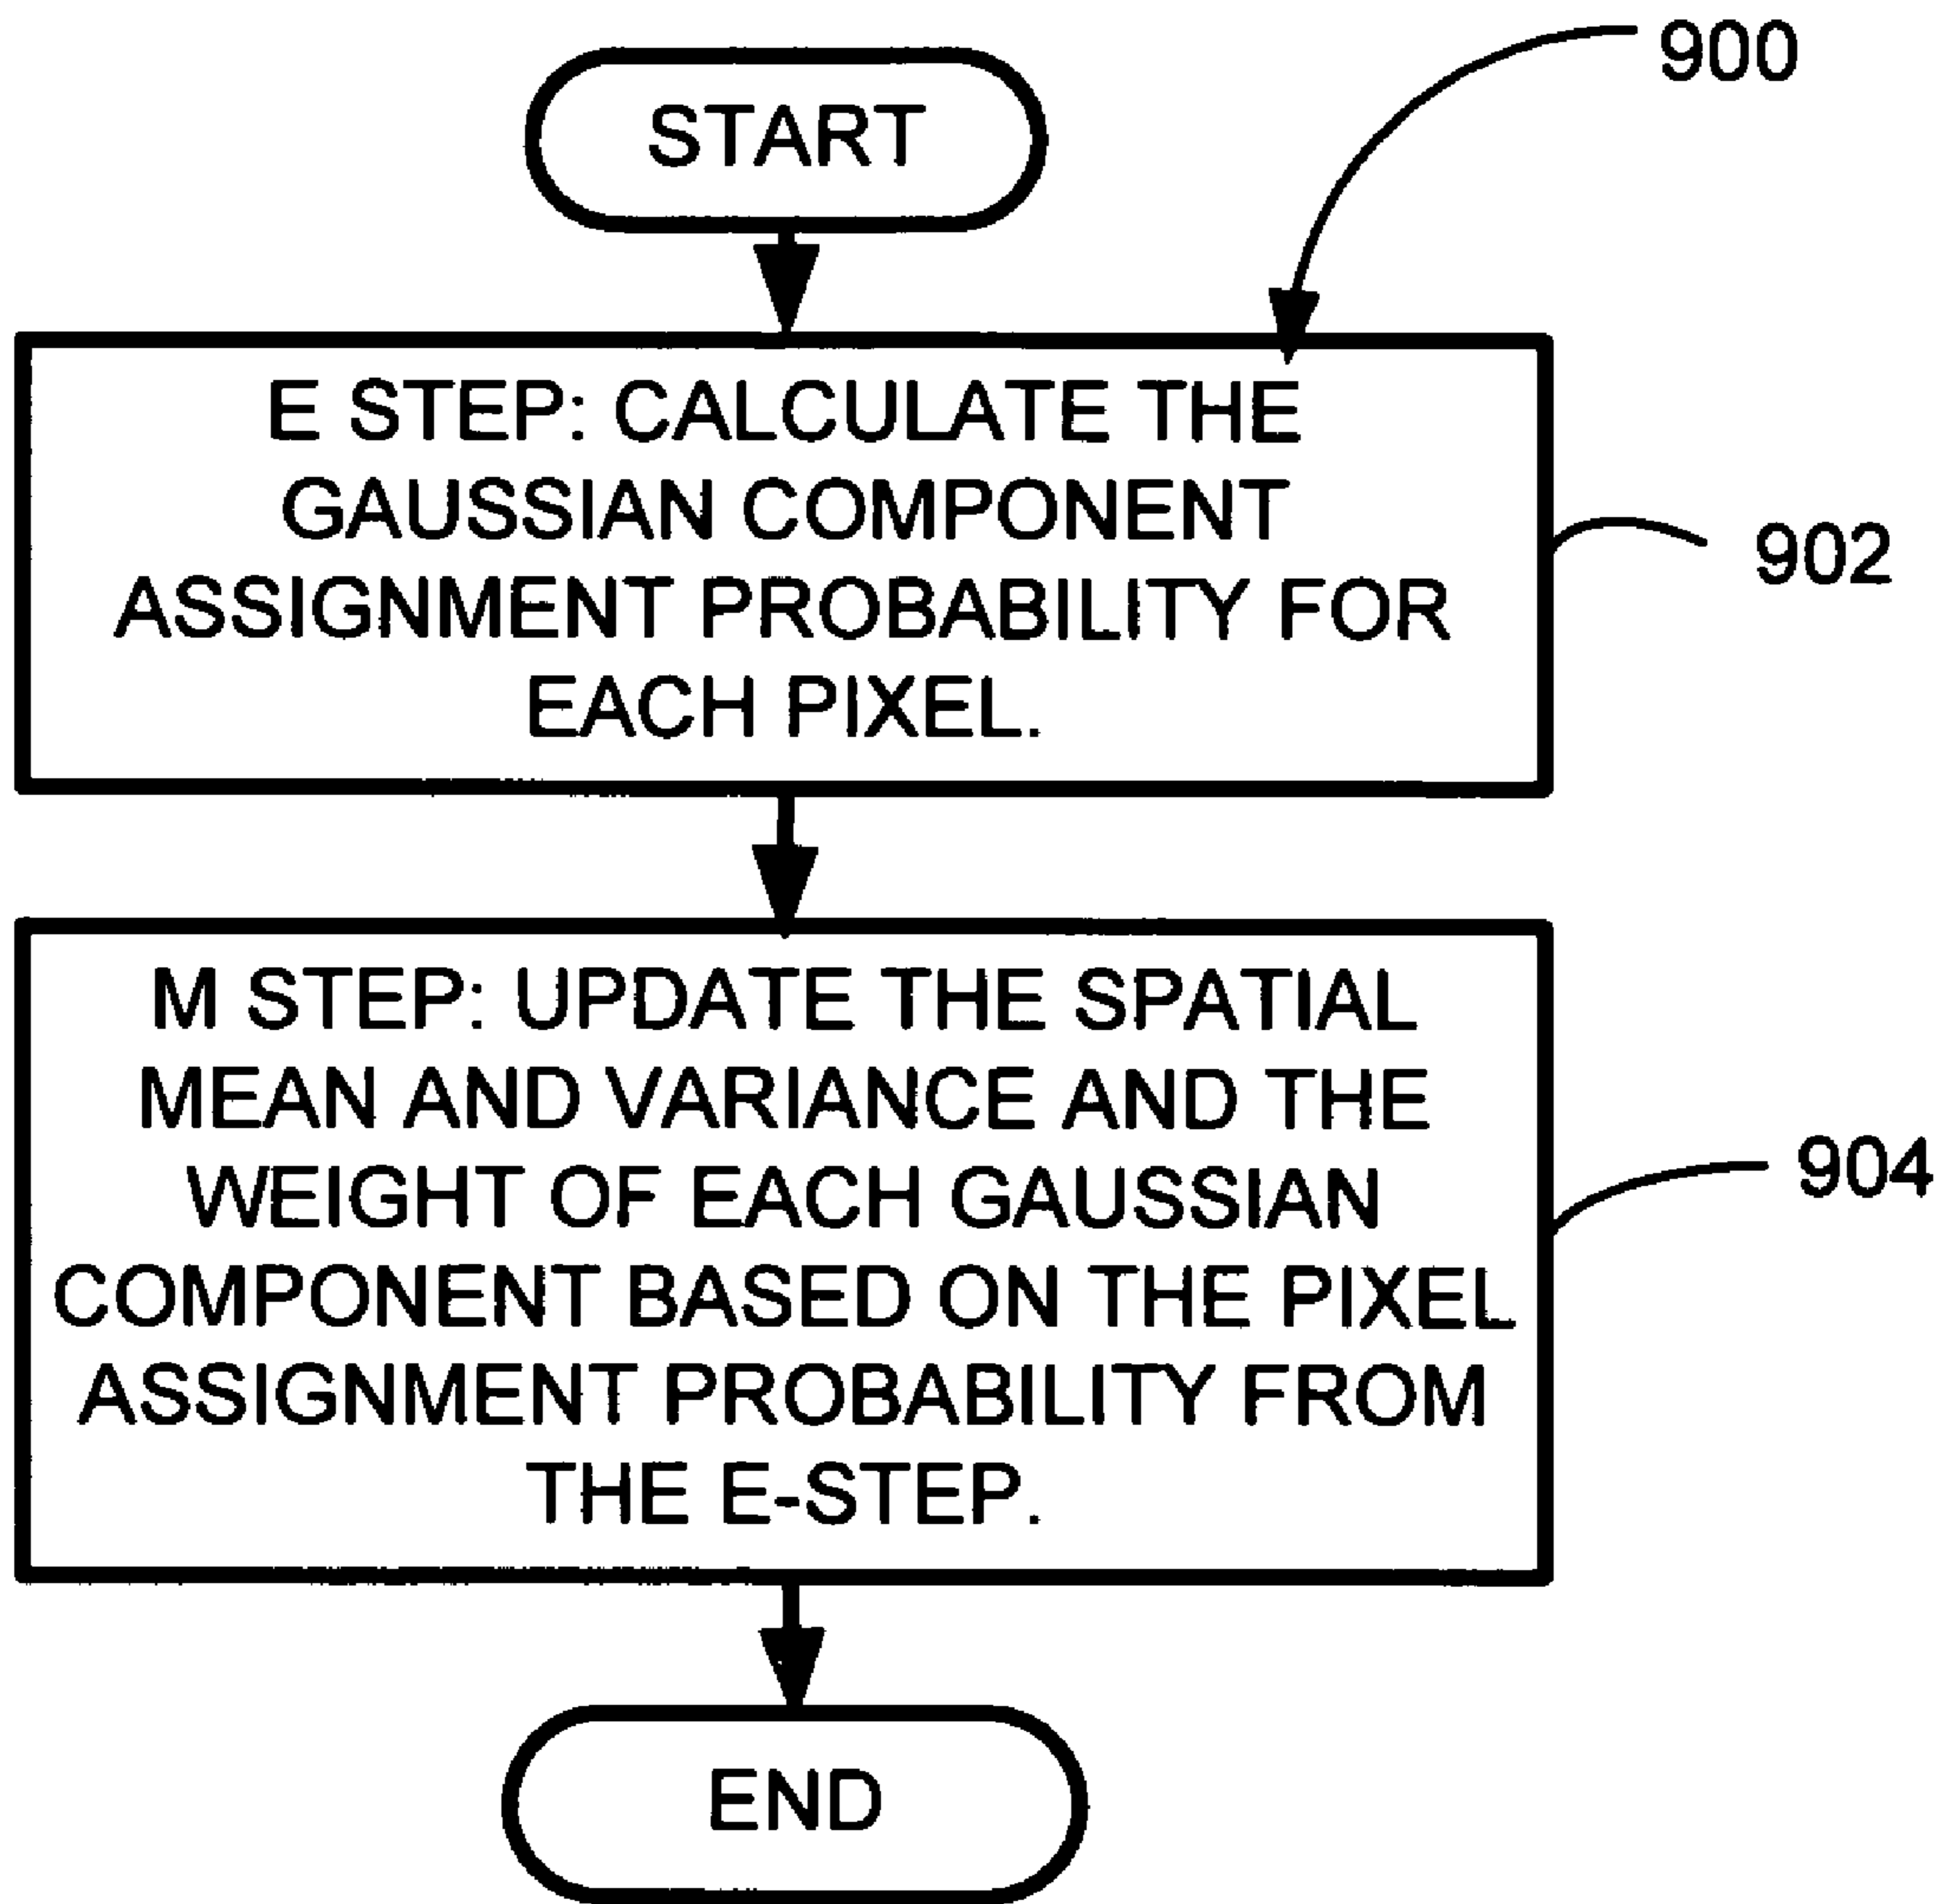 900
START
E STEP: CALCULATE THE
GAUSSIAN COMPONENT
ASSIGNMENT PROBABILITY FOR
EACH PIXEL.
902
M STEP: UPDATE THE SPATIAL
MEAN AND VARIANCE AND THE
WEIGHT OF EACH GAUSSIAN
COMPONENT BASED ON THE PIXEL
ASSIGNMENT PROBABILITY FROM
THE E-STEP.
904
END